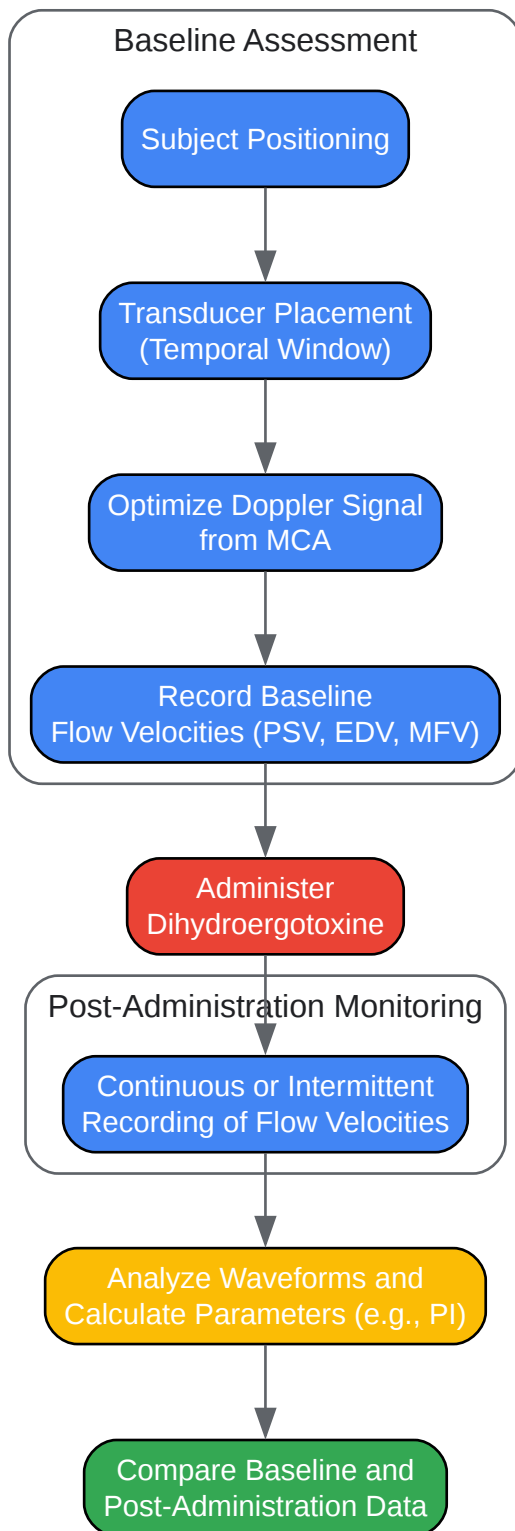 Baseline Assessment
Subject Positioning
Transducer Placement
(Temporal Window)
Optimize Doppler Signal
from MCA
Record Baseline
Flow Velocities (PSV, EDV, MFV)
Administer
Dihydroergotoxine
Post-Administration Monitoring
Continuous or Intermittent
Recording of Flow Velocities
Analyze Waveforms and
Calculate Parameters (e.g., PI)
Compare Baseline and
Post-Administration Data